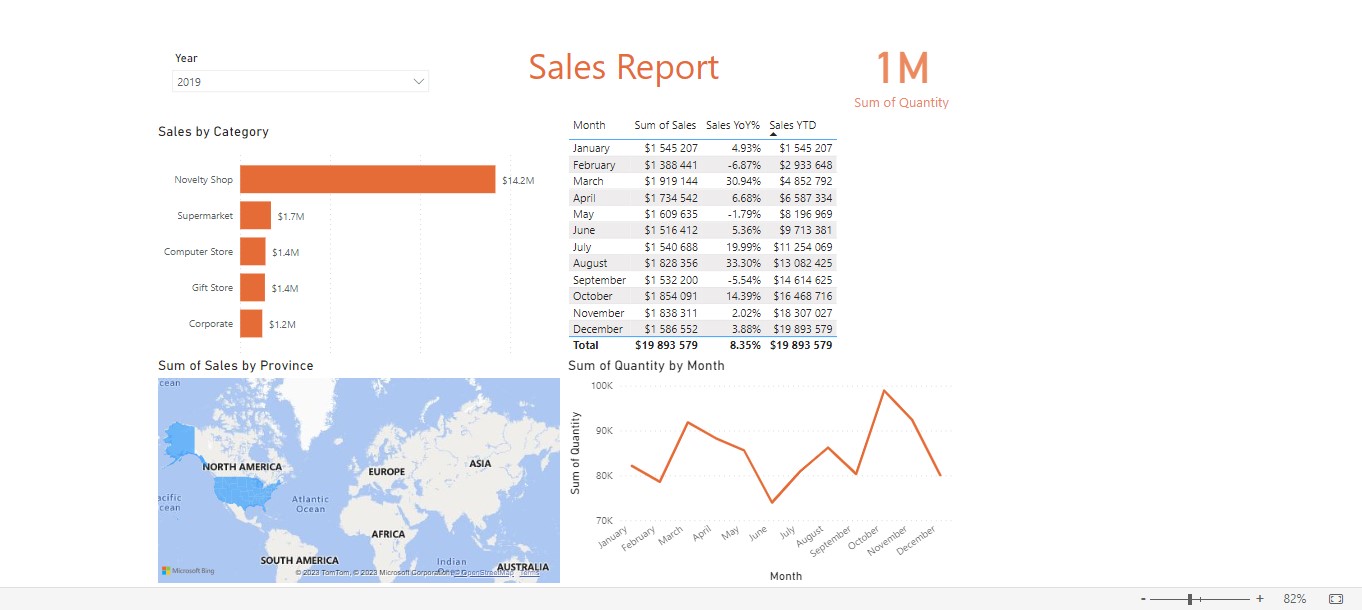 Year
2019
Sales Report
1M
Sum of Quantity
Sales by Category
Novelty Shop $14.2M
Supermarket $1.7M
Computer Store $1.4M
Gift Store $1.4M
Corporate $1.2M
Month Sum of Sales Sales YoY% Sales YTD
January $1 545 207 4.93% $1 545 207
February $1 388 441 -6.87% $2 933 648
March $1 919 144 30.94% $4 852 792
April $1 734 542 6.68% $6 587 334
May $1 609 635 -1.79% $8 196 969
June $1 516 412 5.36% $9 713 381
July $1 540 688 19.99% $11 254 069
August $1 828 356 33.30% $13 082 425
September $1 532 200 -5.54% $14 614 625
October $1 854 091 14.39% $16 468 716
November $1 838 311 2.02% $18 307 027
December $1 586 552 3.88% $19 893 579
Total $19 893 579 8.35% $19 893 579
Sum of Sales by Province
cean
NORTH AMERICA
EUROPE
ASIA
acific
cean
Atlantic
Ocean
AFRICA
SOUTH AMERICA
Indian
AUSTRALIA
Microsoft Bing
© 2023 TomTom, © 2023 Microsoft Corporation, © OpenStreetMap Terms
Sum of Quantity by Month
Sum of Quantity
100K
90K
80K
70K
January February March April May June July August September October November December
Month
- + 82%